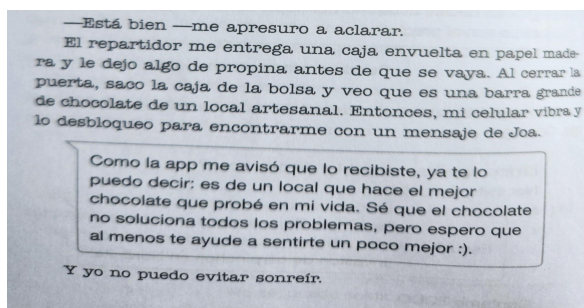 —Está bien —me apresuro a aclarar.
El repartidor me entrega una caja envuelta en papel made-
ra y le dejo algo de propina antes de que se vaya. Al cerrar la
puerta, saco la caja de la bolsa y veo que es una barra grande
de chocolate de un local artesanal. Entonces, mi celular vibra y
lo desbloqueo para encontrarme con un mensaje de Joa.
Como la app me avisó que lo recibiste, ya te lo
puedo decir: es de un local que hace el mejor
chocolate que probé en mi vida. Sé que el chocolate
no soluciona todos los problemas, pero espero que
al menos te ayude a sentirte un poco mejor :).
Y yo no puedo evitar sonreír.